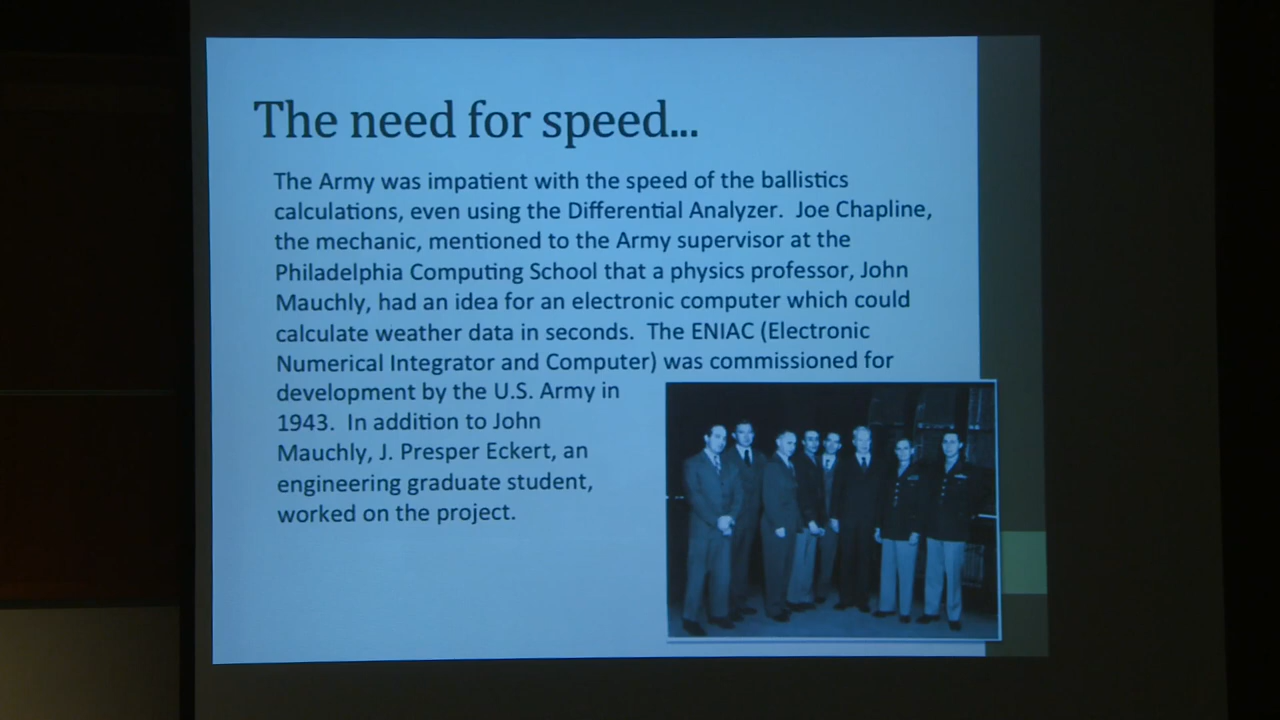 The need for speed...
The Army was impatient with the speed of the ballistics
calculations, even using the Differential Analyzer.  Joe Chapline,
the mechanic, mentioned to the Army supervisor at the
Philadelphia Computing School that a physics professor, John
Mauchly, had an idea for an electronic computer which could
calculate weather data in seconds.  The ENIAC (Electronic
Numerical Integrator and Computer) was commissioned for
development by the U.S. Army in
1943.  In addition to John
Mauchly, J. Presper Eckert, an
engineering graduate student,
worked on the project.